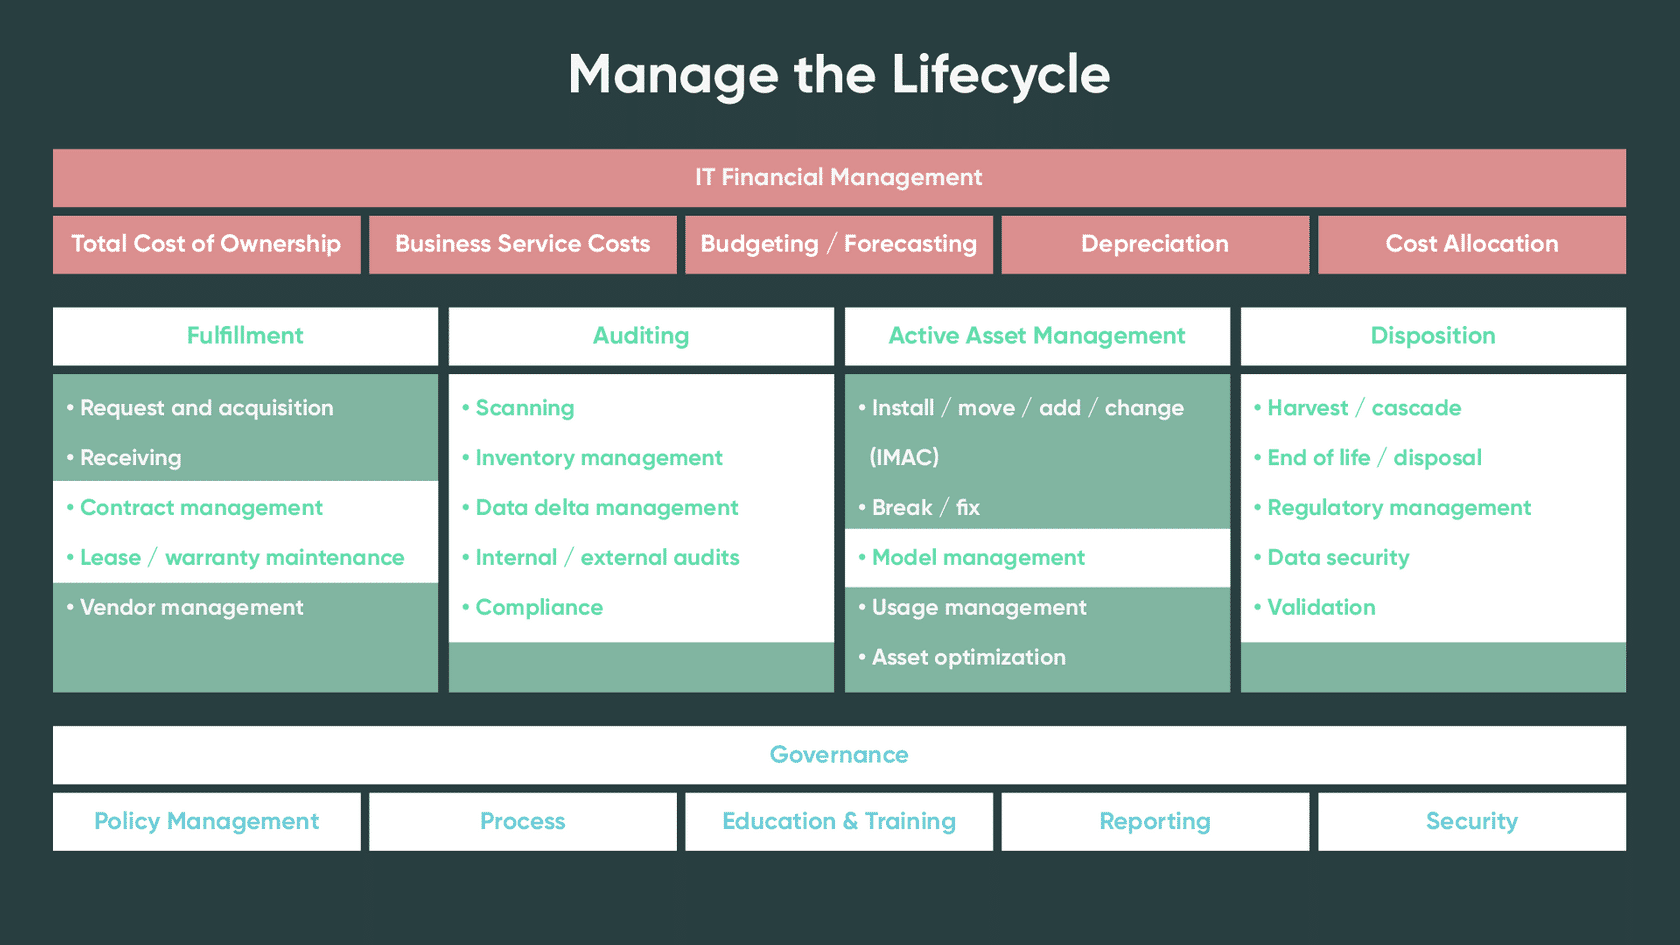 Manage the Lifecycle
IT Financial Management
Total Cost of Ownership
Business Service Costs
Budgeting / Forecasting
Depreciation
Cost Allocation
Fulfillment
• Request and acquisition
• Receiving
• Contract management
• Lease / warranty maintenance
• Vendor management
Auditing
• Scanning
• Inventory management
• Data delta management
• Internal / external audits
• Compliance
Active Asset Management
• Install / move / add / change
(IMAC)
• Break / fix
• Model management
• Usage management
• Asset optimization
Disposition
• Harvest / cascade
• End of life / disposal
• Regulatory management
• Data security
• Validation
Governance
Policy Management
Process
Education & Training
Reporting
Security